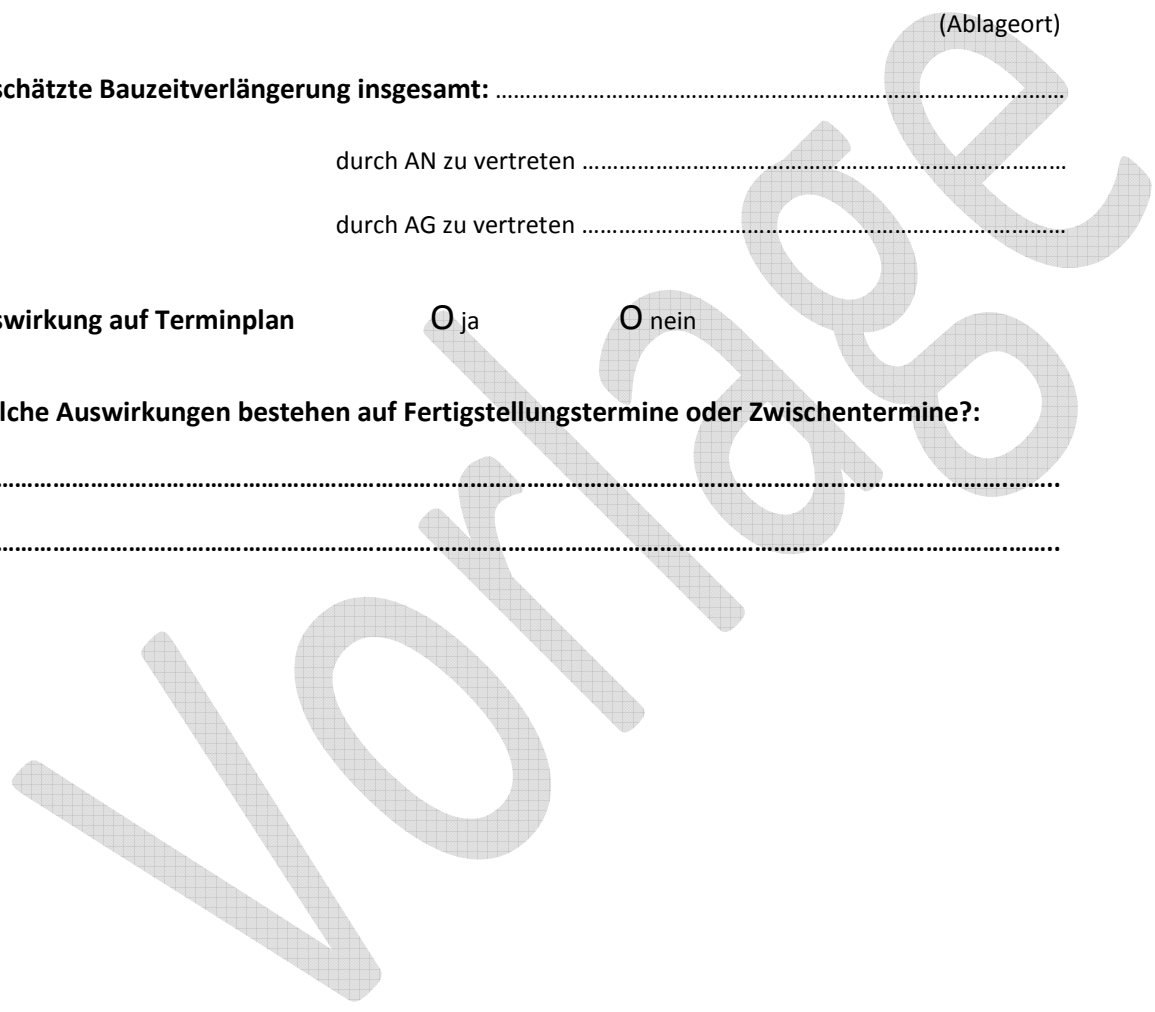 (Ablageort)
schätzte Bauzeitverlängerung insgesamt: ......................................................................................
durch AN zu vertreten ......................................................................................
durch AG zu vertreten ......................................................................................
swirkung auf Terminplan O ja O nein
lche Auswirkungen bestehen auf Fertigstellungstermine oder Zwischentermine?:
......................................................................................
......................................................................................
Vorlage